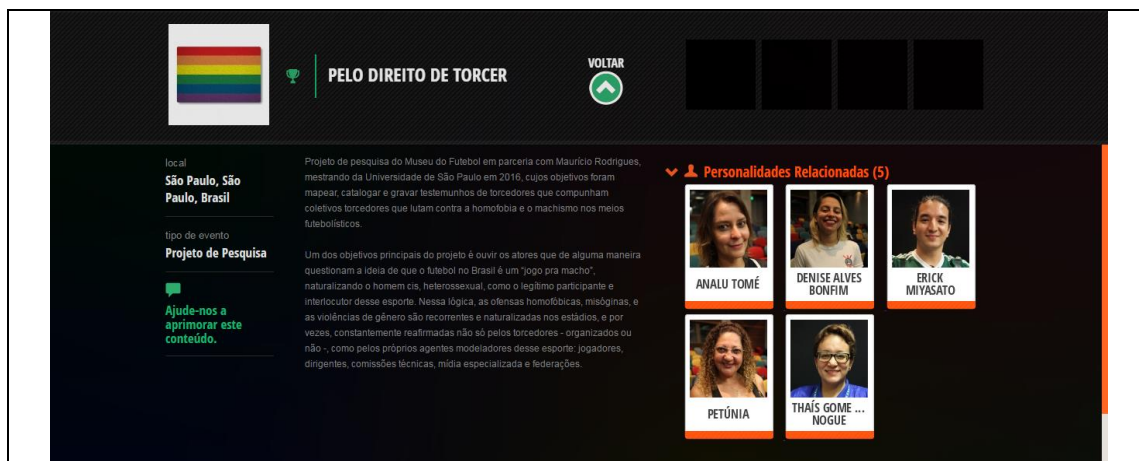 PELO DIREITO DE TORCER
VOLTAR
local
São Paulo, São
Paulo, Brasil
tipo de evento
Projeto de Pesquisa
Ajude-nos a
aprimorar este
conteúdo.
Projeto de pesquisa do Museu do Futebol em parceria com Maurício Rodrigues,
mestrando da Universidade de São Paulo em 2016, cujos objetivos foram
mapear, catalogar e gravar testemunhos de torcedores que compunham
coletivos torcedores que lutam contra a homofobia e o machismo nos meios
futebolísticos.
Um dos objetivos principais do projeto é ouvir os atores que de alguma maneira
questionam a ideia de que o futebol no Brasil é um "jogo pra macho",
naturalizando o homem cis, heterossexual, como o legítimo participante e
interlocutor desse esporte. Nessa lógica, as ofensas homofóbicas, misóginas, e
as violências de gênero são recorrentes e naturalizadas nos estádios, e por
vezes, constantemente reafirmadas não só pelos torcedores - organizados ou
não -, como pelos próprios agentes modeladores desse esporte: jogadores,
dirigentes, comissões técnicas, mídia especializada e federações.
Personalidades Relacionadas (5)
ANALU TOMÉ
DENISE ALVES
BONFIM
ERICK
MIYASATO
PETÚNIA
THAÍS GOME ...
NOGUE